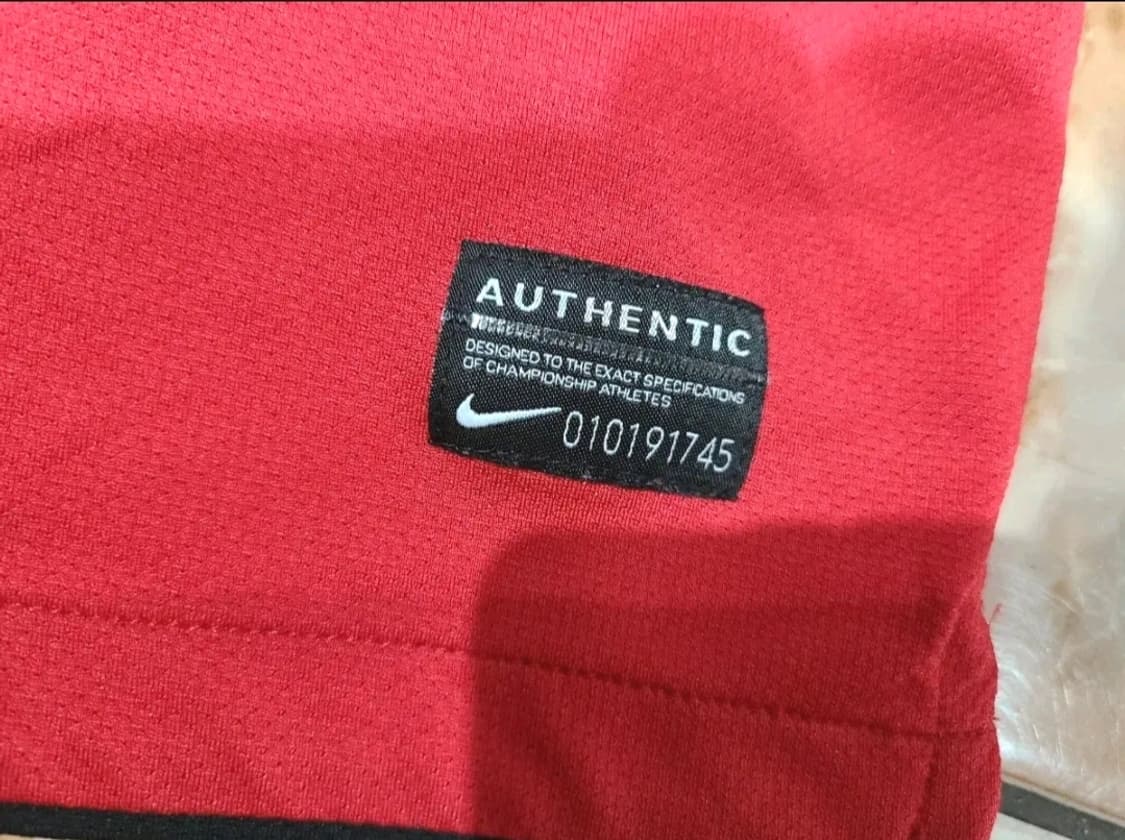 AUTHENTIC
DESIGNED TO THE EXACT SPECIFICATIONS
OF CHAMPIONSHIP ATHLETES
010191745